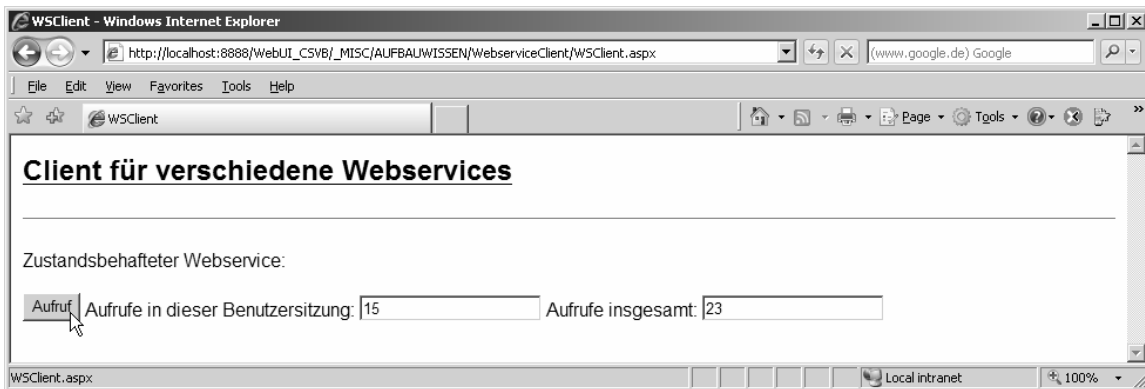 WSClient - Windows Internet Explorer
http://localhost:8888/WebUI_CSVB/_MISC/AUFBAUWISSEN/WebserviceClient/WSClient.aspx (www.google.de) Google
File Edit View Favorites Tools Help
WSClient Page Tools »
Client für verschiedene Webservices
Zustandsbehafteter Webservice:
Aufruf Aufrufe in dieser Benutzersitzung: 15 Aufrufe insgesamt: 23
WSClient.aspx Local intranet 100%